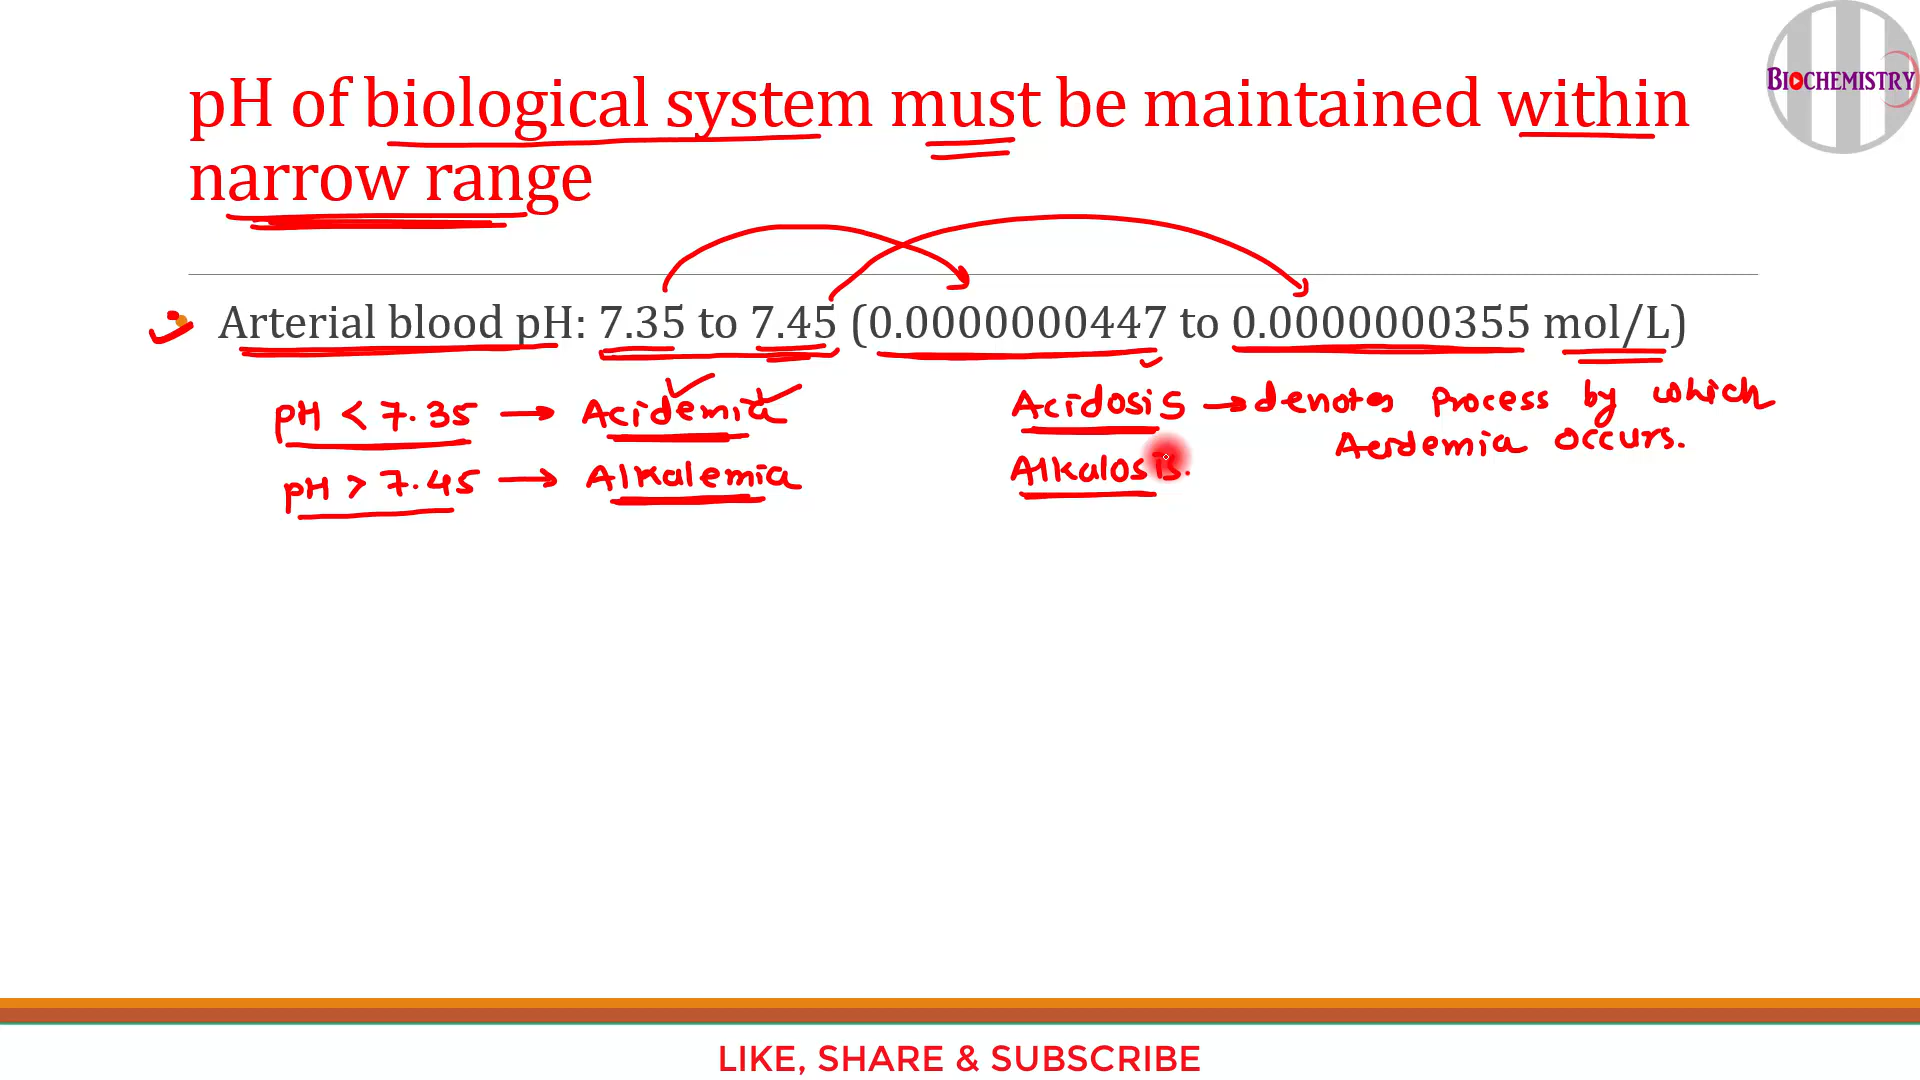 BIOCHEMISTRY
pH of biological system must be maintained within
narrow range
Arterial blood pH: 7.35 to 7.45 (0.0000000447 to 0.0000000355 mol/L)
pH < 7.35 → Acidemia
Acidosis → denotes Process by which
Acidemia occurs.
pH > 7.45 → Alkalemia
Alkalosis.
LIKE, SHARE & SUBSCRIBE